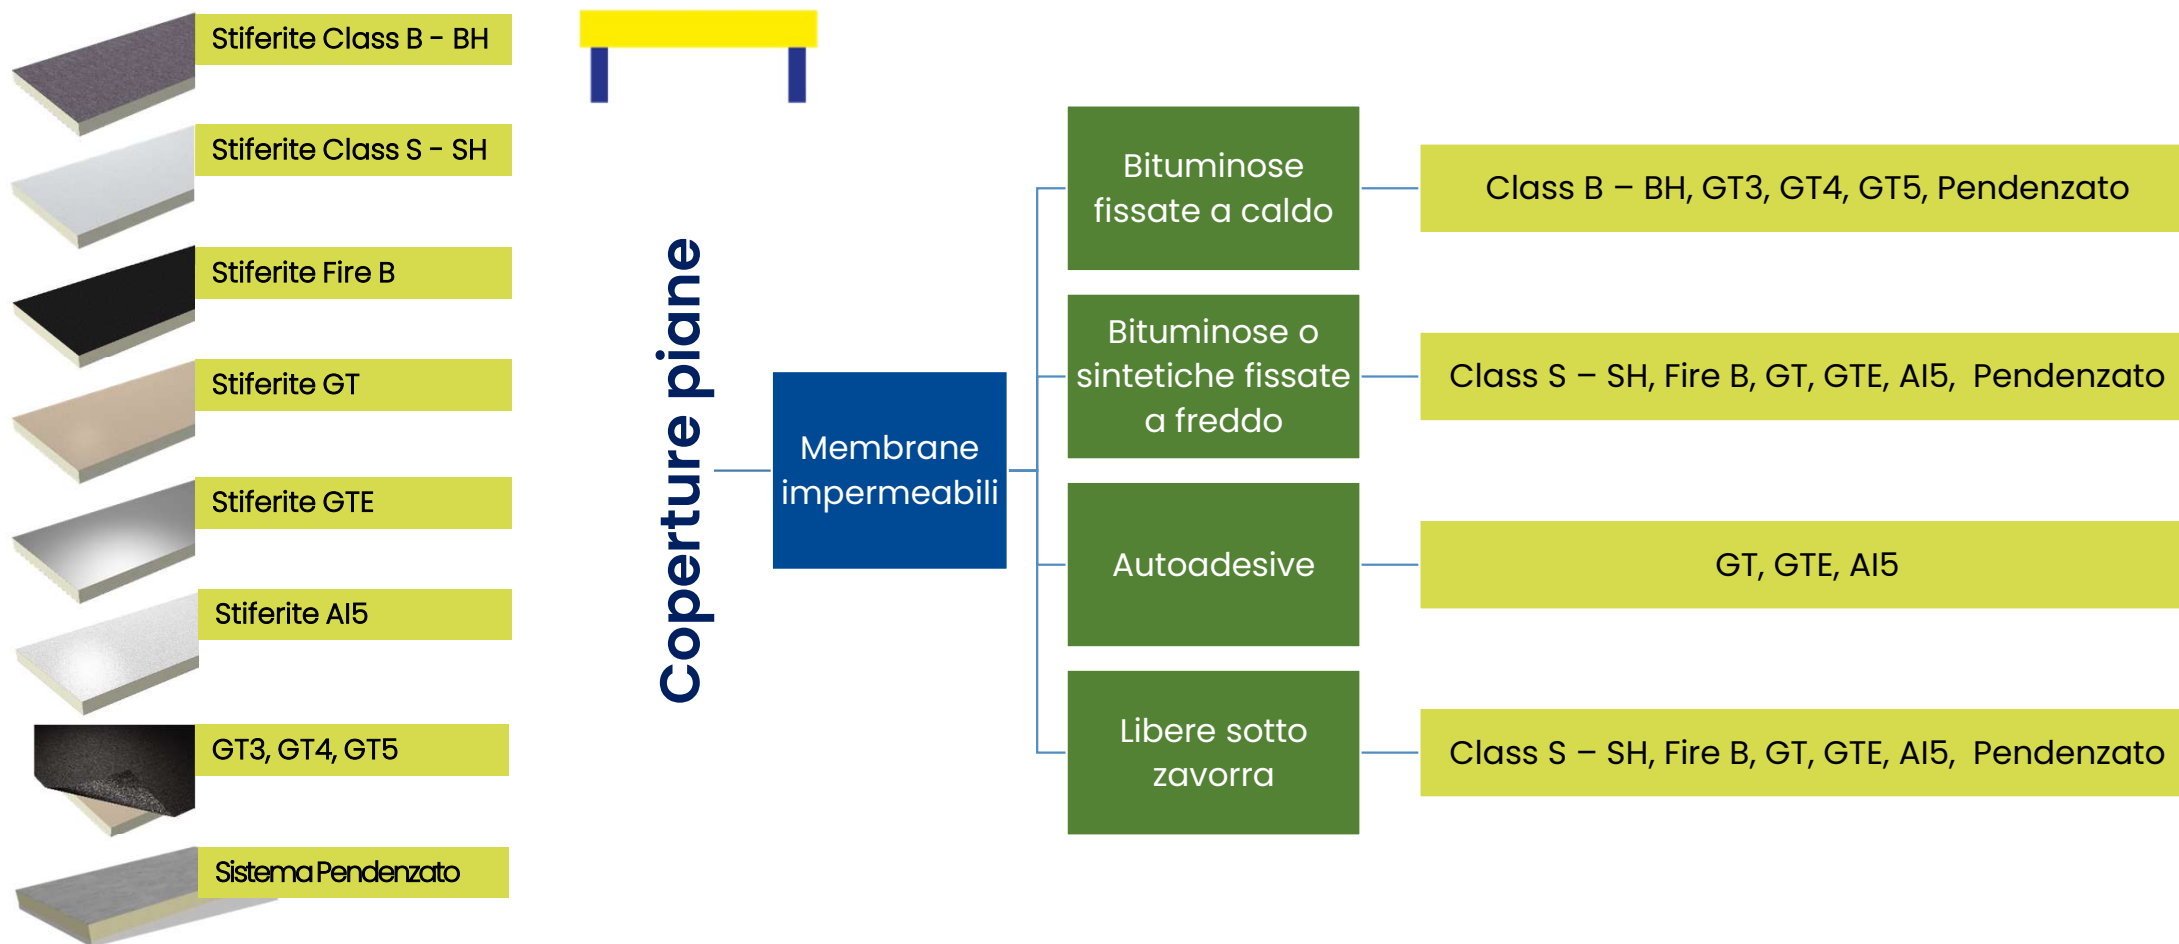 Stiferite Class B - BH
Stiferite Class S - SH
Stiferite Fire B
Stiferite GT
Stiferite GTE
Stiferite AI5
GT3, GT4, GT5
Sistema Pendenzato
Coperture piane
Membrane
impermeabili
Bituminose
fissate a caldo
Class B – BH, GT3, GT4, GT5, Pendenzato
Bituminose o
sintetiche fissate
a freddo
Class S – SH, Fire B, GT, GTE, AI5, Pendenzato
Autoadesive
GT, GTE, AI5
Libere sotto
zavorra
Class S – SH, Fire B, GT, GTE, AI5, Pendenzato